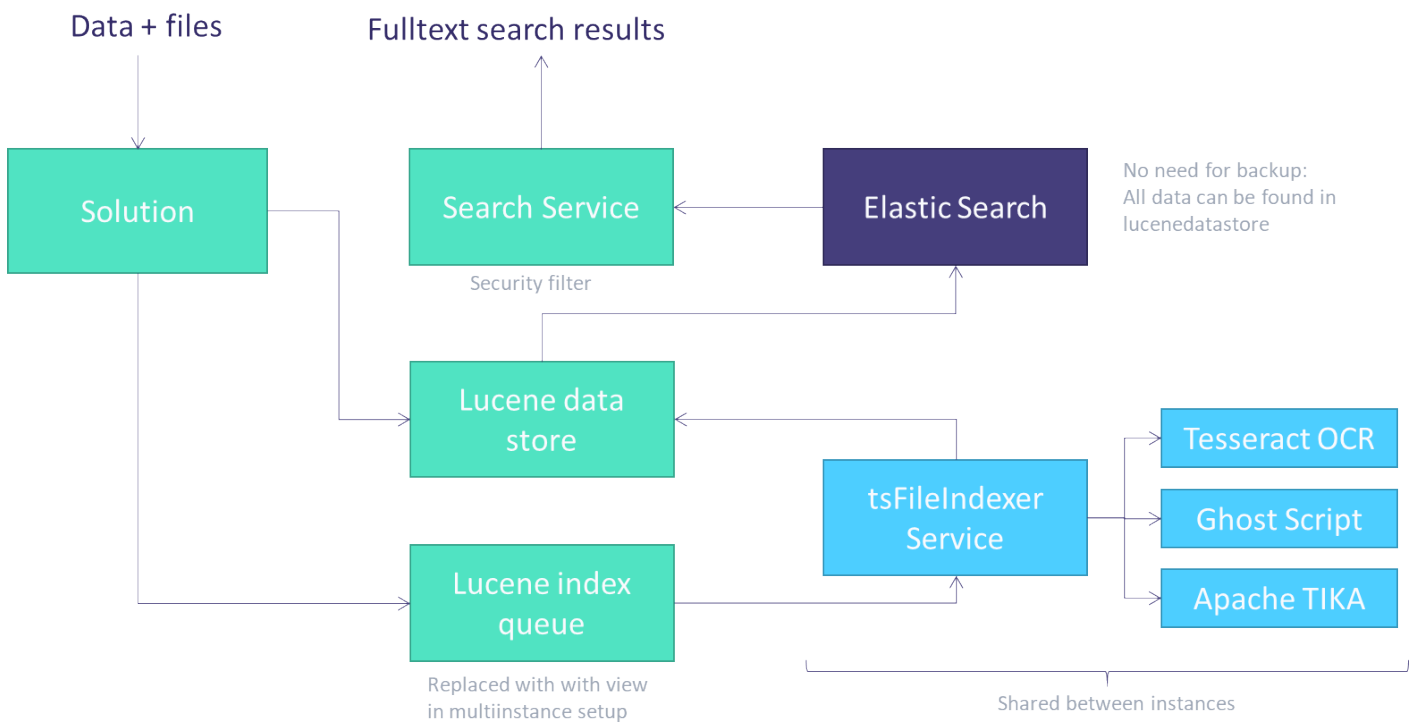 Data + files
Fulltext search results
Solution
Search Service
Elastic Search
No need for backup:
All data can be found in
lucenedatastore
Security filter
Lucene data
store
Tesseract OCR
tsFileIndexer
Service
Ghost Script
Lucene index
queue
Apache TIKA
Replaced with with view
in multiinstance setup
Shared between instances